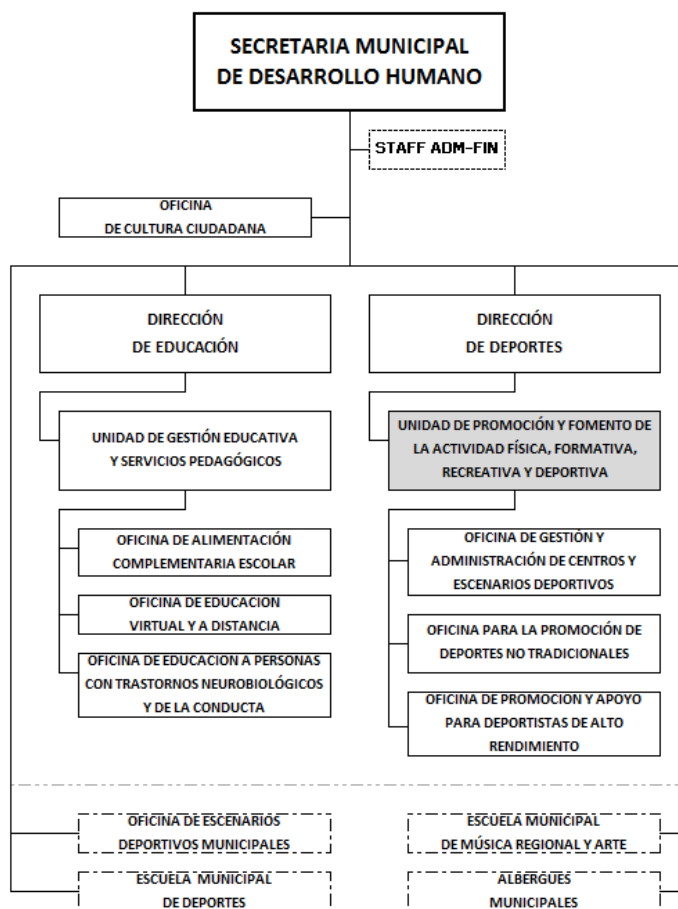 SECRETARIA MUNICIPAL
DE DESARROLLO HUMANO
STAFF ADM-FIN
OFICINA
DE CULTURA CIUDADANA
DIRECCIÓN
DE EDUCACIÓN
UNIDAD DE GESTIÓN EDUCATIVA
Y SERVICIOS PEDAGÓGICOS
OFICINA DE ALIMENTACIÓN
COMPLEMENTARIA ESCOLAR
OFICINA DE EDUCACION
VIRTUAL Y A DISTANCIA
OFICINA DE EDUCACION A PERSONAS
CON TRASTORNOS NEUROBIOLÓGICOS
Y DE LA CONDUCTA
DIRECCIÓN
DE DEPORTES
UNIDAD DE PROMOCIÓN Y FOMENTO DE
LA ACTIVIDAD FÍSICA, FORMATIVA,
RECREATIVA Y DEPORTIVA
OFICINA DE GESTIÓN Y
ADMINISTRACIÓN DE CENTROS Y
ESCENARIOS DEPORTIVOS
OFICINA PARA LA PROMOCIÓN DE
DEPORTES NO TRADICIONALES
OFICINA DE PROMOCION Y APOYO
PARA DEPORTISTAS DE ALTO
RENDIMIENTO
OFICINA DE ESCENARIOS
DEPORTIVOS MUNICIPALES
ESCUELA MUNICIPAL
DE DEPORTES
ESCUELA MUNICIPAL
DE MÚSICA REGIONAL Y ARTE
ALBERGUES
MUNICIPALES